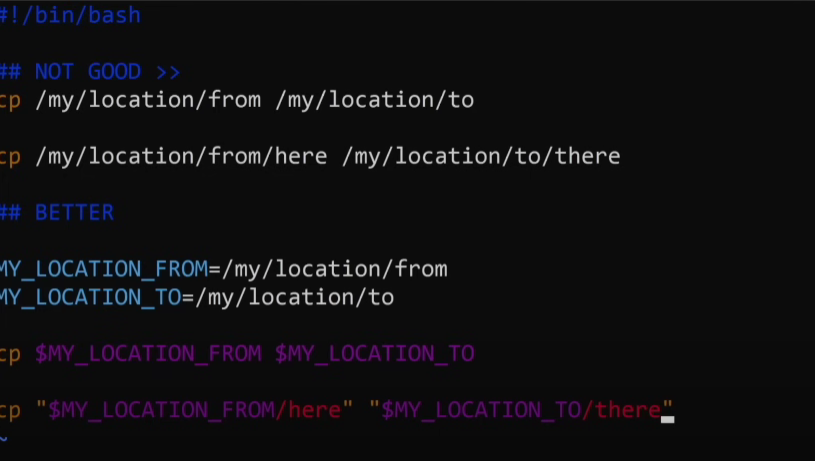 #!/bin/bash
## NOT GOOD >>
cp /my/location/from /my/location/to
cp /my/location/from/here /my/location/to/there
## BETTER
MY_LOCATION_FROM=/my/location/from
MY_LOCATION_TO=/my/location/to
cp $MY_LOCATION_FROM $MY_LOCATION_TO
cp "$MY_LOCATION_FROM/here" "$MY_LOCATION_TO/there"
~